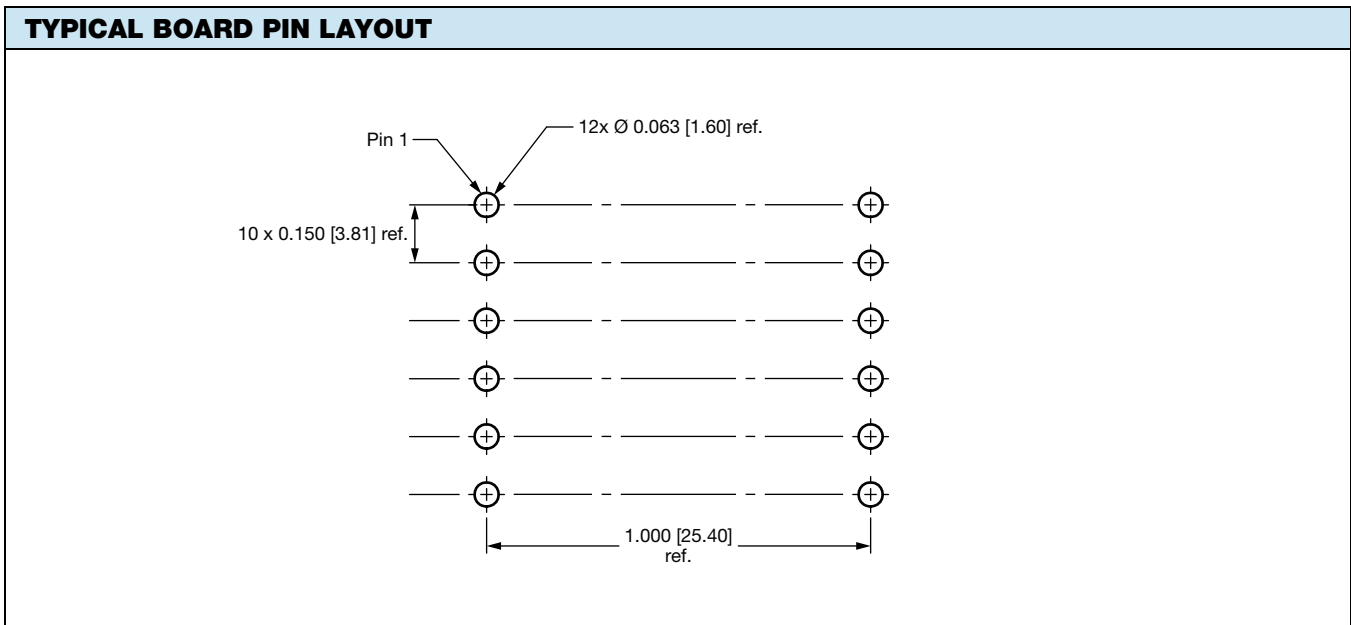 TYPICAL BOARD PIN LAYOUT
12x Ø 0.063 [1.60] ref.
Pin 1
10 x 0.150 [3.81] ref.
1.000 [25.40]
ref.